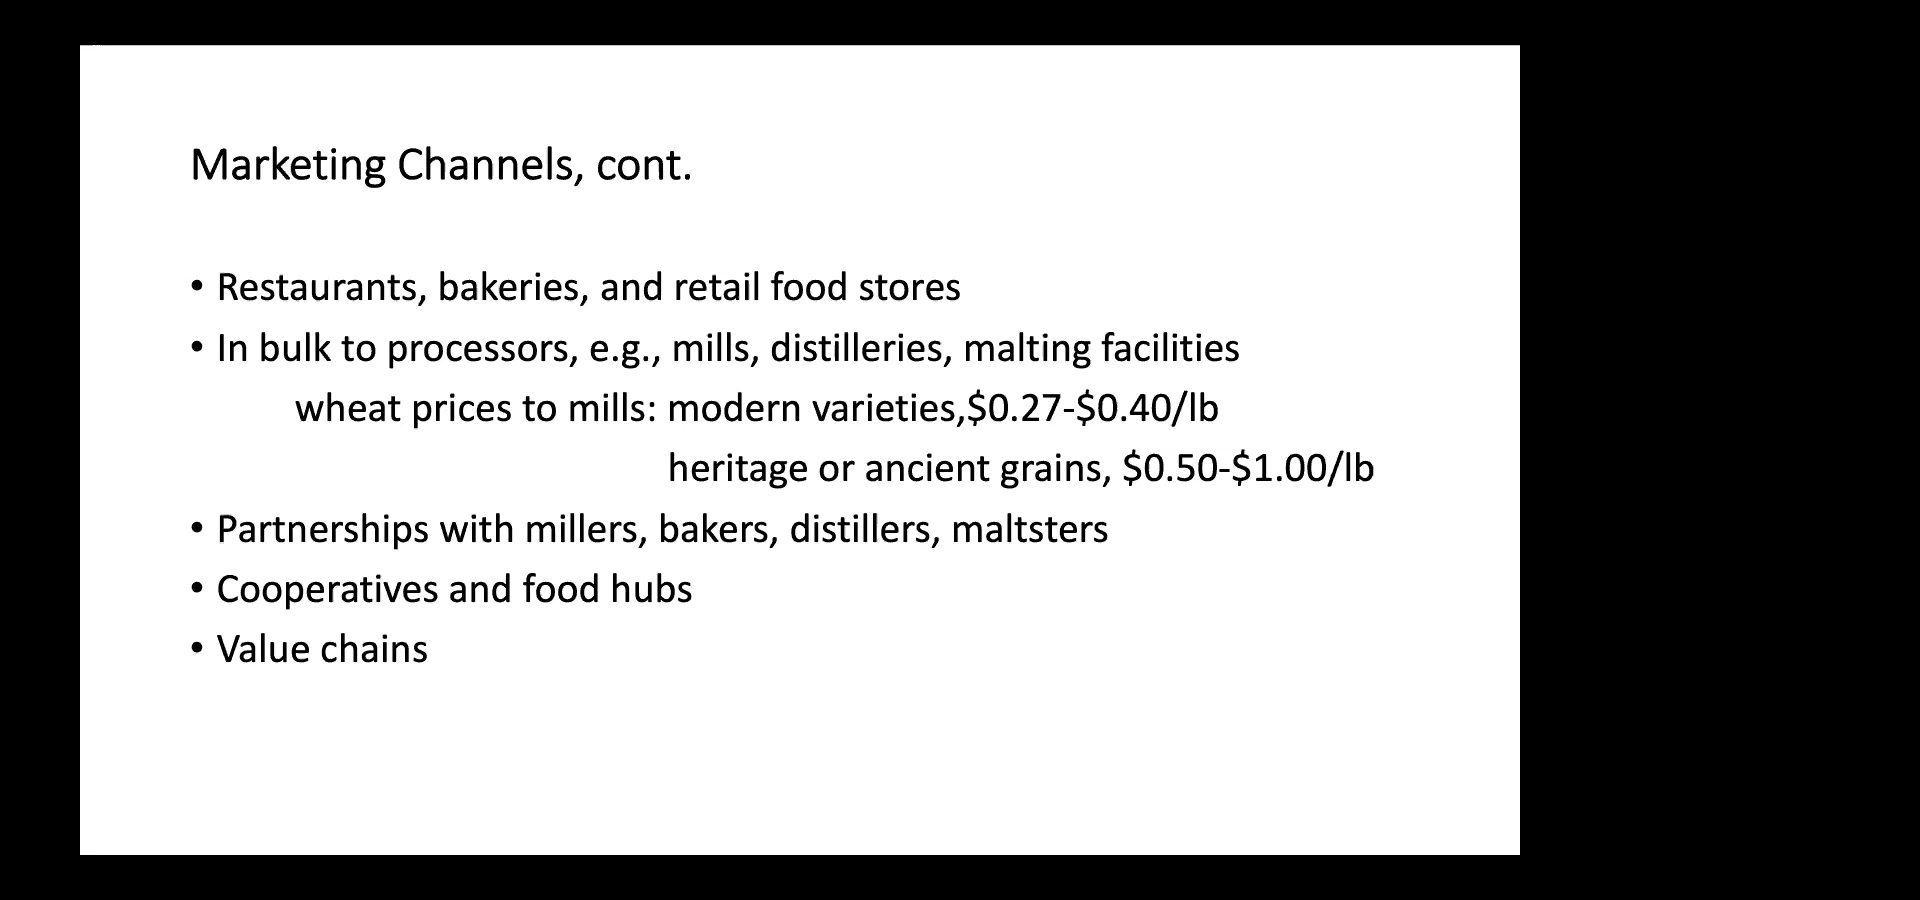 Marketing Channels, cont.
• Restaurants, bakeries, and retail food stores
• In bulk to processors, e.g., mills, distilleries, malting facilities
wheat prices to mills: modern varieties,$0.27-$0.40/lb
heritage or ancient grains, $0.50-$1.00/lb
• Partnerships with millers, bakers, distillers, maltsters
• Cooperatives and food hubs
• Value chains